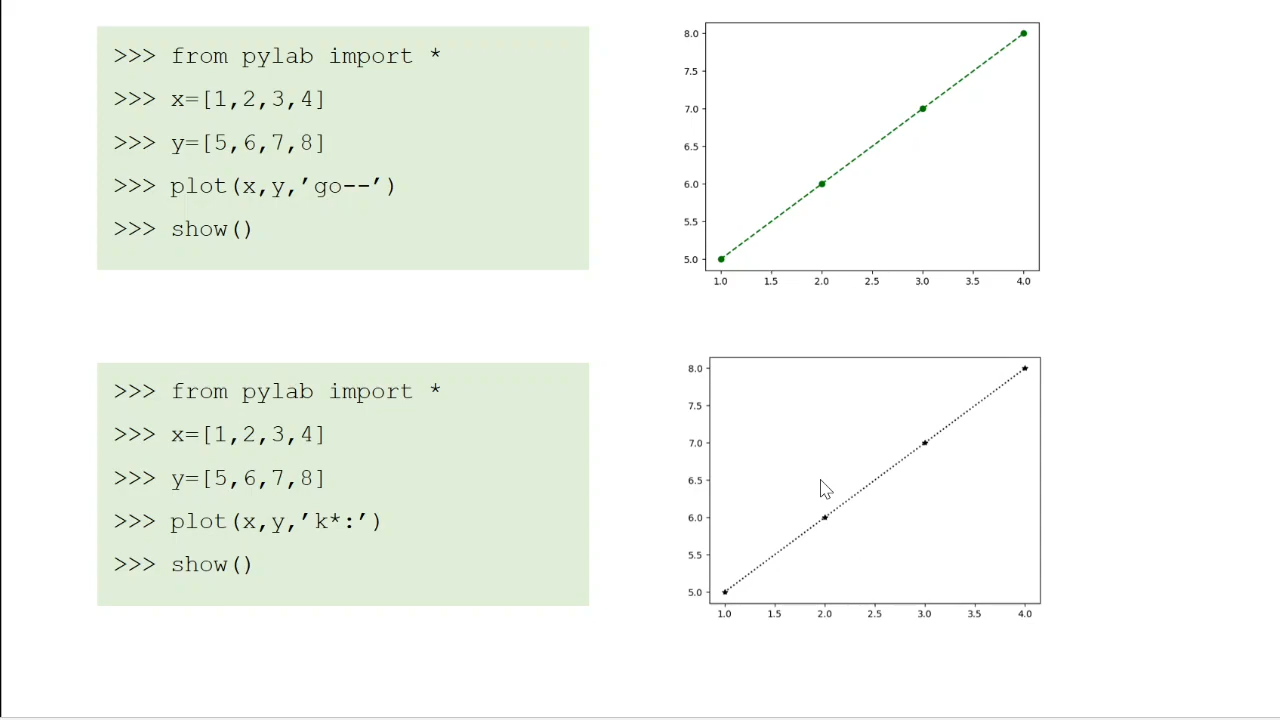 >>> from pylab import *
>>> x=[1,2,3,4]
>>> y=[5,6,7,8]
>>> plot(x,y,’go--’)
>>> show()
8.0
7.5
7.0
6.5
6.0
5.5
5.0
1.0 1.5 2.0 2.5 3.0 3.5 4.0
>>> from pylab import *
>>> x=[1,2,3,4]
>>> y=[5,6,7,8]
>>> plot(x,y,’k*:’)
>>> show()
8.0
7.5
7.0
6.5
6.0
5.5
5.0
1.0 1.5 2.0 2.5 3.0 3.5 4.0